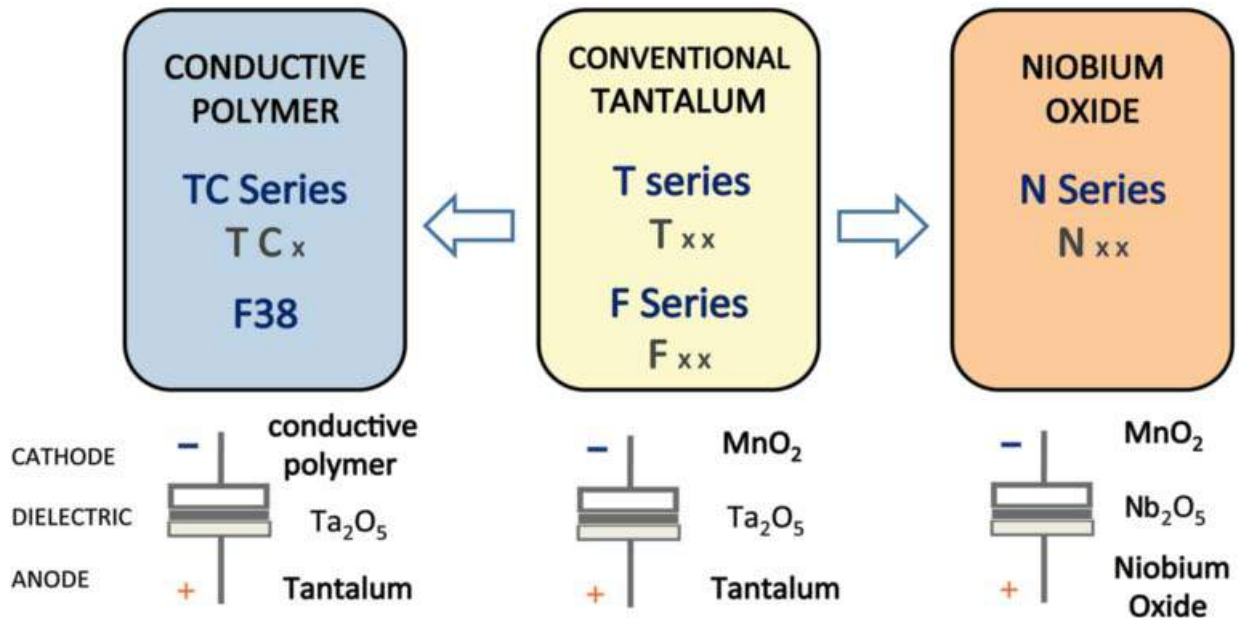 CONDUCTIVE
POLYMER
TC Series
T C x
F38
CONVENTIONAL
TANTALUM
T series
T x x
F Series
F x x
NIOBIUM
OXIDE
N Series
N x x
CATHODE
DIELECTRIC
ANODE
−
conductive
polymer
Ta₂O₅
+
Tantalum
−
MnO₂
Ta₂O₅
+
Tantalum
−
MnO₂
Nb₂O₅
+
Niobium
Oxide